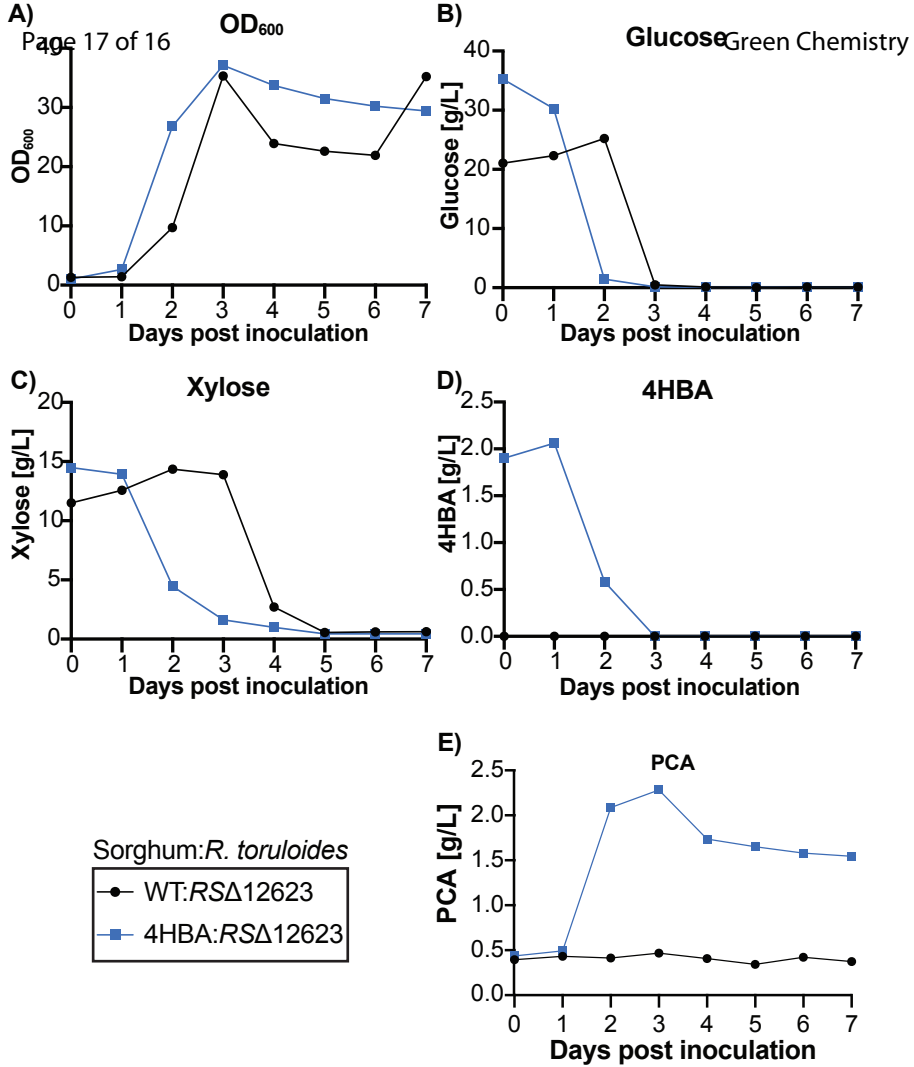 A)
Page 17 of 16
OD600
40
30
20
10
0
OD600
0 1 2 3 4 5 6 7
Days post inoculation
B)
Glucose
Green Chemistry
40
30
20
10
0
Glucose [g/L]
0 1 2 3 4 5 6 7
Days post inoculation
C)
Xylose
20
15
10
5
0
Xylose [g/L]
0 1 2 3 4 5 6 7
Days post inoculation
D)
4HBA
2.5
2.0
1.5
1.0
0.5
0.0
4HBA [g/L]
0 1 2 3 4 5 6 7
Days post inoculation
E)
PCA
2.5
2.0
1.5
1.0
0.5
0.0
PCA [g/L]
0 1 2 3 4 5 6 7
Days post inoculation
Sorghum:R. toruloides
WT:RSΔ12623
4HBA:RSΔ12623